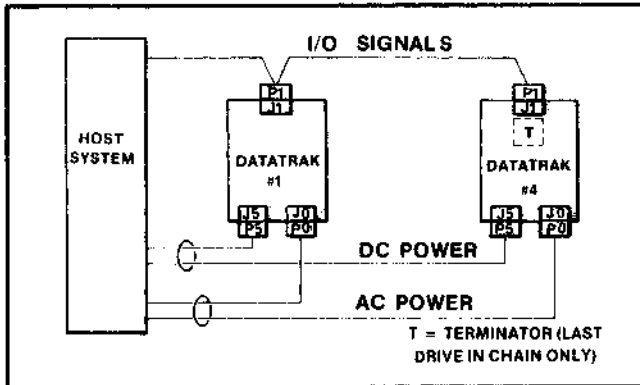 I/O SIGNALS
P1
J1
P1
J1
T
HOST
SYSTEM
DATATRAK
#1
DATATRAK
#4
J5
P5
J0
P0
J5
P5
J0
P0
DC POWER
AC POWER
T = TERMINATOR (LAST
DRIVE IN CHAIN ONLY)